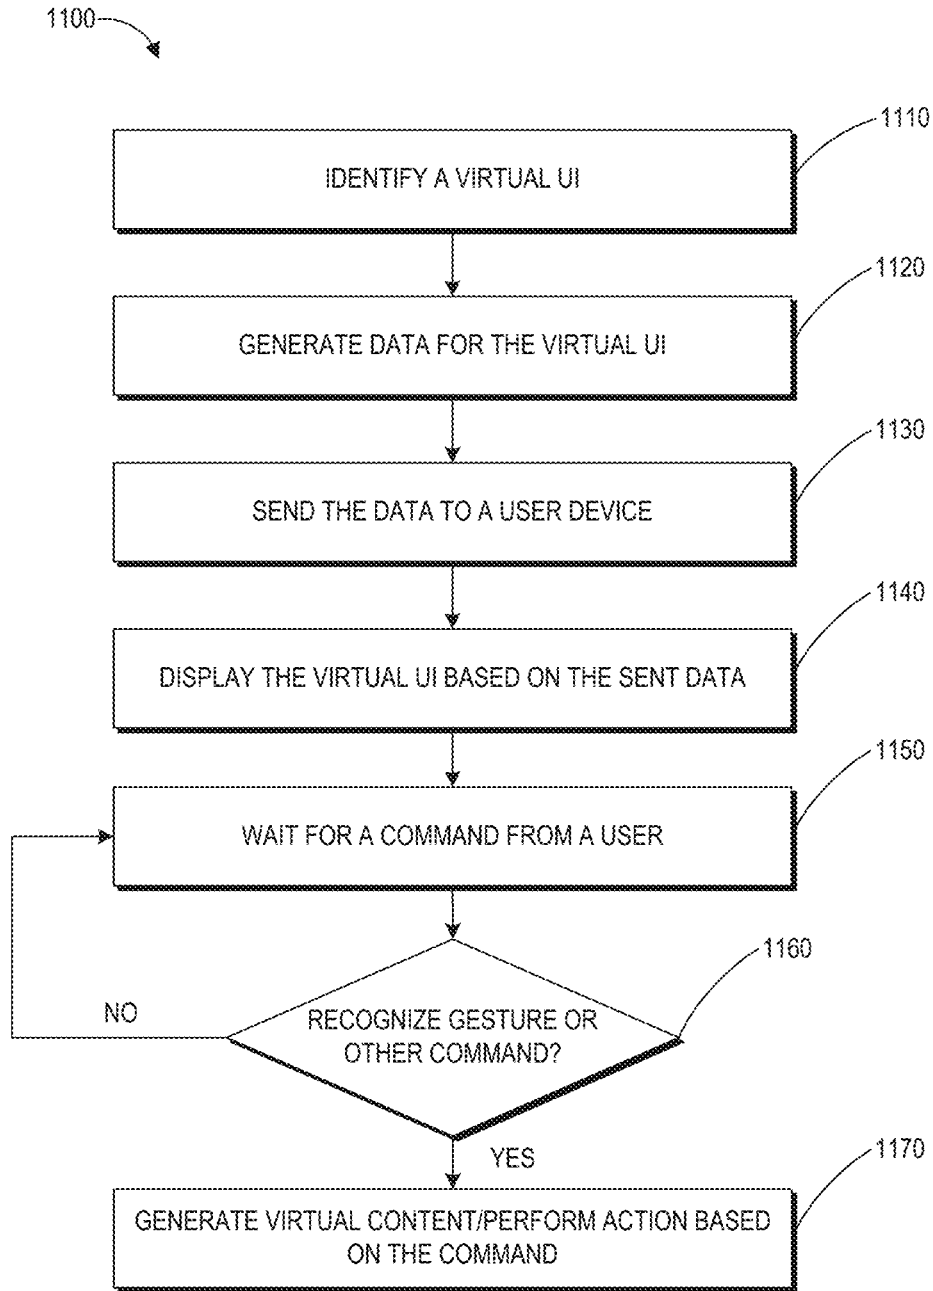 1100
1110
IDENTIFY A VIRTUAL UI
1120
GENERATE DATA FOR THE VIRTUAL UI
1130
SEND THE DATA TO A USER DEVICE
1140
DISPLAY THE VIRTUAL UI BASED ON THE SENT DATA
1150
WAIT FOR A COMMAND FROM A USER
1160
NO
RECOGNIZE GESTURE OR
OTHER COMMAND?
YES
1170
GENERATE VIRTUAL CONTENT/PERFORM ACTION BASED
ON THE COMMAND